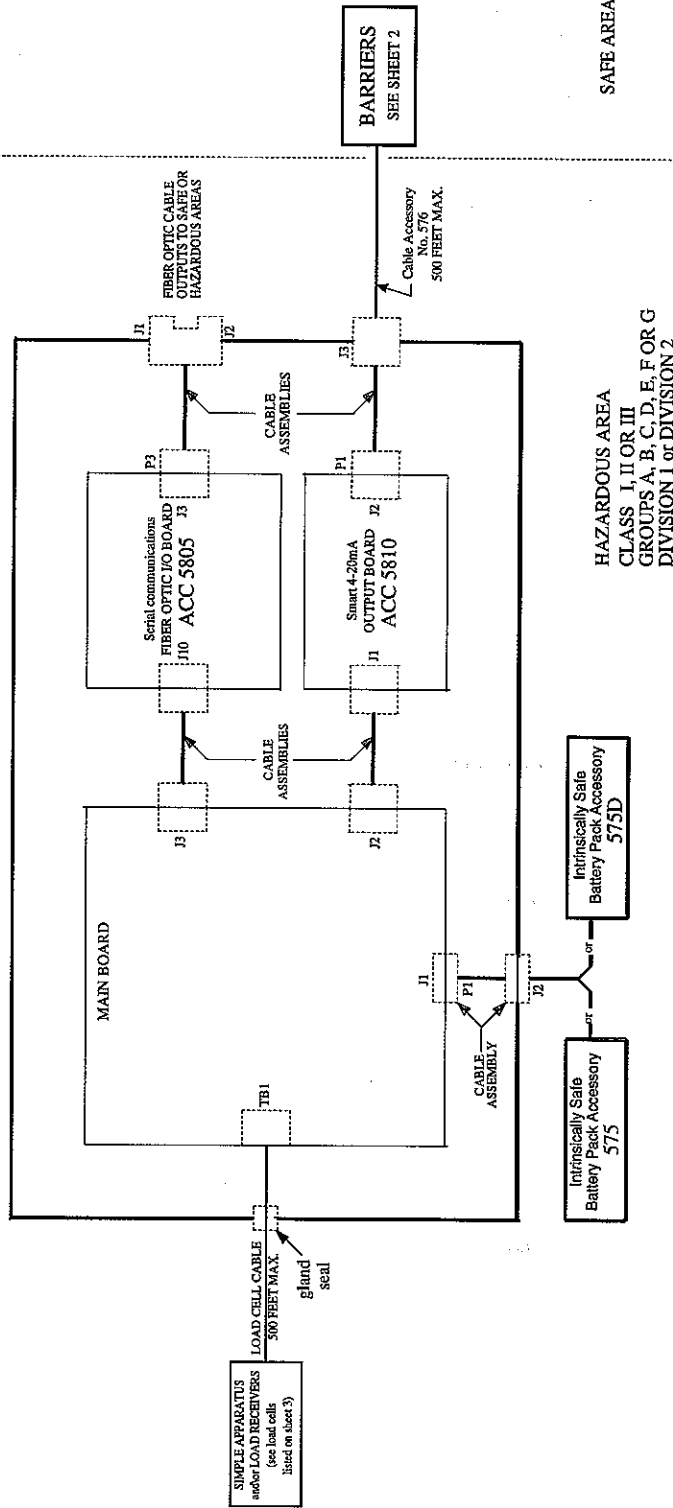 SIMPLE APPARATUS
and/or LOAD RECEIVERS
(see load cells
listed on sheet 3)
LOAD CELL CABLE
500 FEET MAX.
gland
seal
TB1
MAIN BOARD
J3
J2
J1
P1
CABLE
ASSEMBLY
J2
or
or
Intrinsically Safe
Battery Pack Accessory
575
Intrinsically Safe
Battery Pack Accessory
575D
CABLE
ASSEMBLIES
Serial communications
FIBER OPTIC I/O BOARD
ACC 5805
J10
J3
P3
Smart 4-20mA
OUTPUT BOARD
ACC 5810
J1
J2
P1
CABLE
ASSEMBLIES
J1
J2
J3
FIBER OPTIC CABLE
OUTPUTS TO SAFE OR
HAZARDOUS AREAS
Cable Accessory
No. 576
500 FEET MAX.
BARRIERS
SEE SHEET 2
HAZARDOUS AREA
CLASS I, II OR III
GROUPS A, B, C, D, E, F OR G
DIVISION 1 or DIVISION 2
SAFE AREA